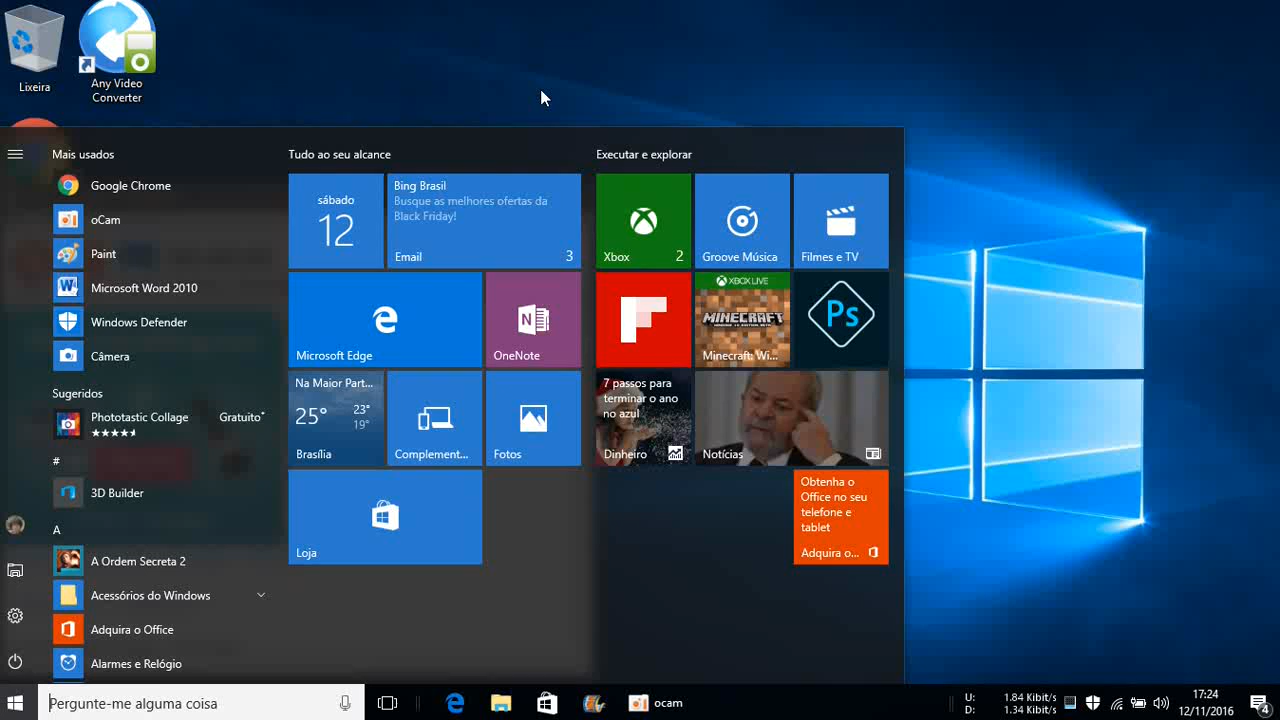 Lixeira
Any Video
Converter
Mais usados
Google Chrome
oCam
Paint
Microsoft Word 2010
Windows Defender
Câmera
Sugeridos
Phototastic Collage
Gratuito*
#
3D Builder
A
A Ordem Secreta 2
Acessórios do Windows
Adquira o Office
Alarmes e Relógio
Tudo ao seu alcance
sábado
12
Bing Brasil
Busque as melhores ofertas da
Black Friday!
Email
3
Microsoft Edge
N
OneNote
Na Maior Part...
25°
23°
19°
Brasília
Complement...
Fotos
Loja
Executar e explorar
Xbox
2
Groove Música
Filmes e TV
XBOX LIVE
MINECRAFT
Minecraft: Wi...
Ps
7 passos para
terminar o ano
no azul
Dinheiro
Notícias
Obtenha o
Office no seu
telefone e
tablet
Adquira o...
Pergunte-me alguma coisa
ocam
U:
D:
1.84 Kibit/s
1.34 Kibit/s
17:24
12/11/2016
4